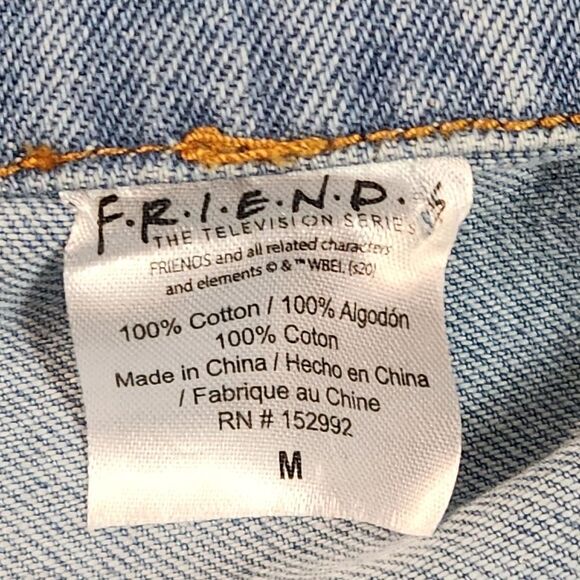 F·R·I·E·N·D·S
THE TELEVISION SERIES
FRIENDS and all related characters
and elements © & ™ WBEI. (s20)
100% Cotton / 100% Algodón
100% Coton
Made in China / Hecho en China
/ Fabrique au Chine
RN # 152992
M